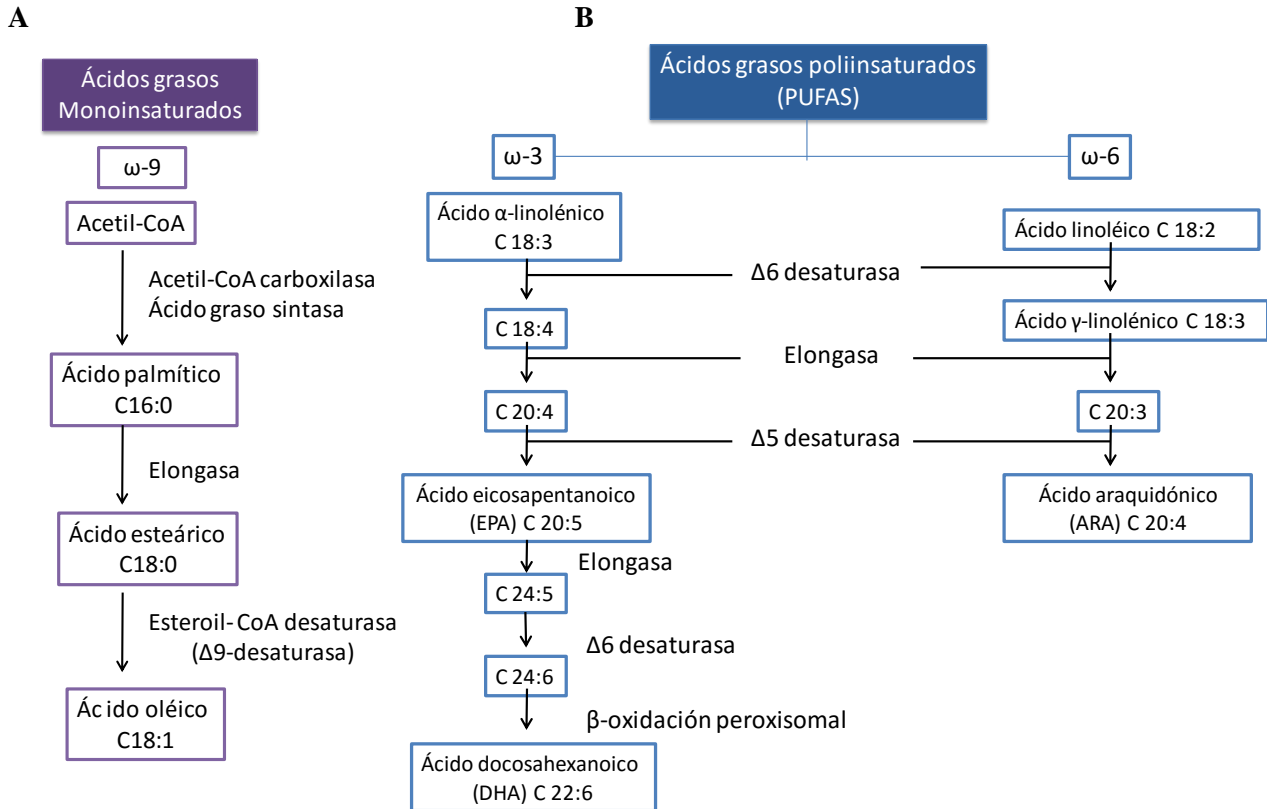 A
Ácidos grasos
Monoinsaturados
ω-9
Acetil-CoA
Acetil-CoA carboxilasa
Ácido graso sintasa
Ácido palmítico
C16:0
Elongasa
Ácido esteárico
C18:0
Esteroil- CoA desaturasa
(Δ9-desaturasa)
Ác ido oléico
C18:1
B
Ácidos grasos poliinsaturados
(PUFAS)
ω-3
ω-6
Ácido α-linolénico
C 18:3
Ácido linoléico C 18:2
Δ6 desaturasa
C 18:4
Ácido γ-linolénico C 18:3
Elongasa
C 20:4
C 20:3
Δ5 desaturasa
Ácido eicosapentanoico
(EPA) C 20:5
Ácido araquidónico
(ARA) C 20:4
Elongasa
C 24:5
Δ6 desaturasa
C 24:6
β-oxidación peroxisomal
Ácido docosahexanoico
(DHA) C 22:6